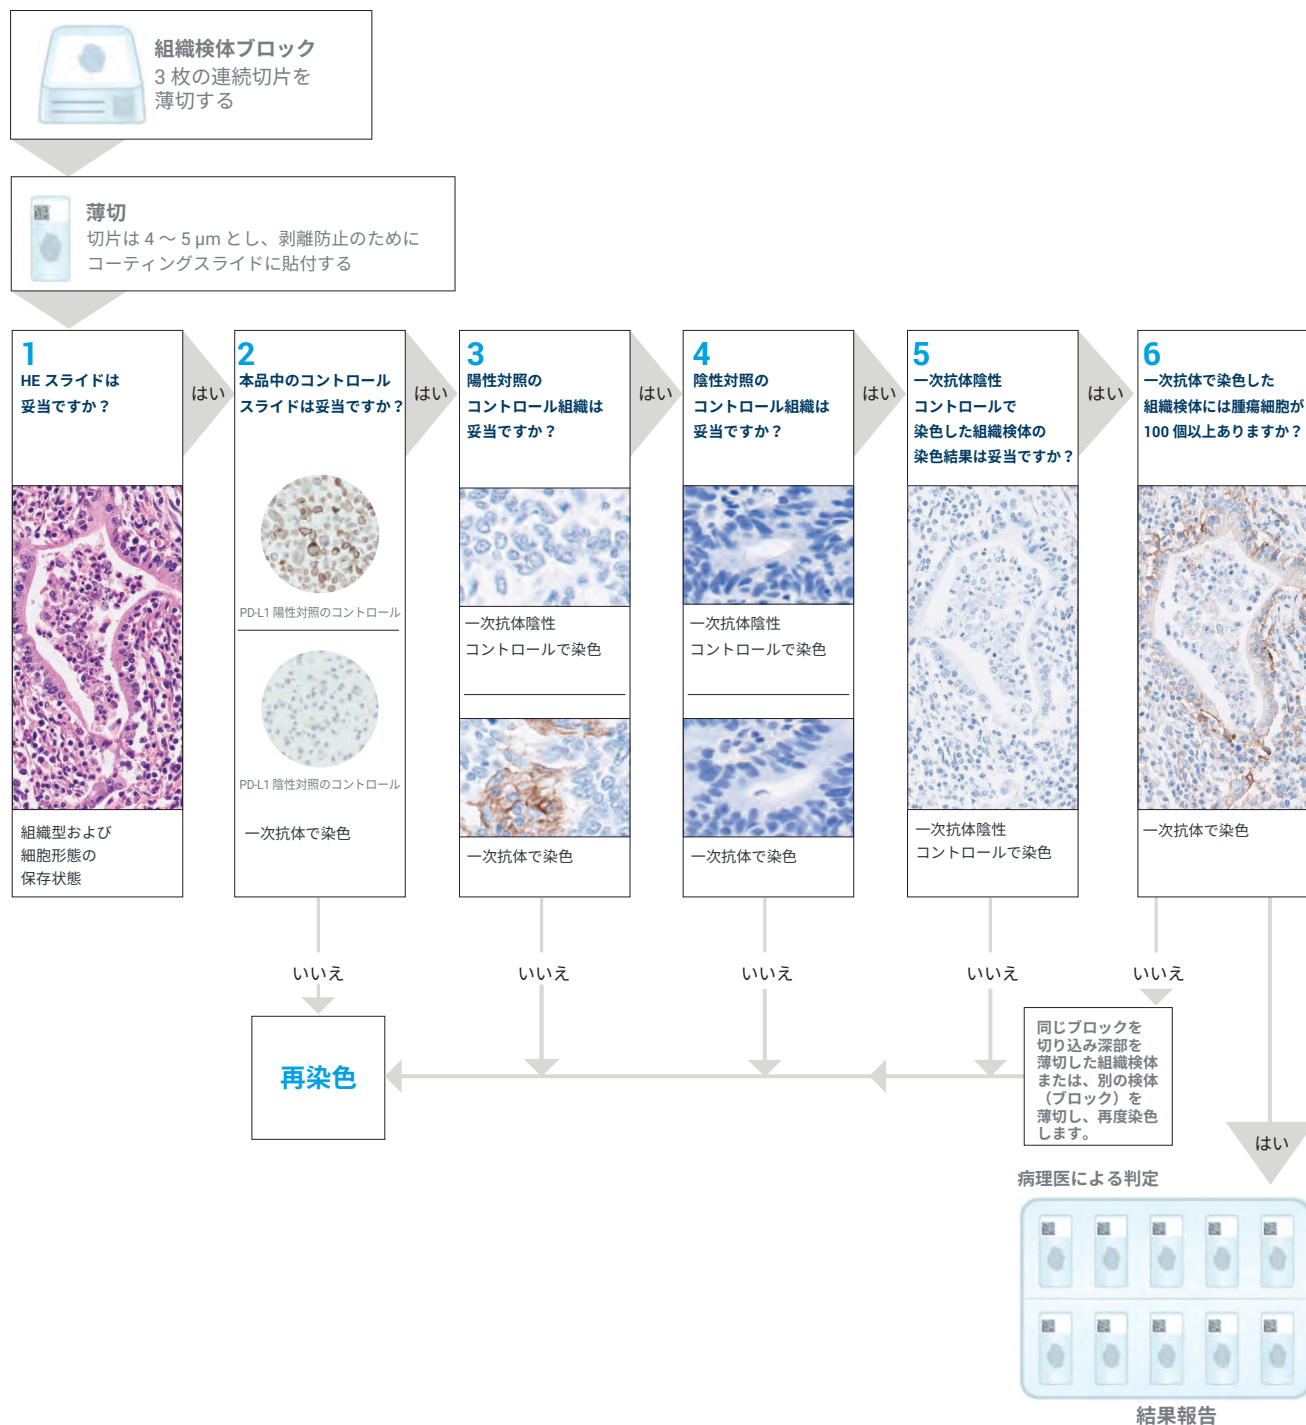 組織検体ブロック
3 枚の連続切片を
薄切する
薄切
切片は 4 ～ 5 μm とし、剥離防止のために
コーティングスライドに貼付する
1
HE スライドは
妥当ですか？
組織型および
細胞形態の
保存状態
はい
2
本品中のコントロール
スライドは妥当ですか？
PD-L1 陽性対照のコントロール
PD-L1 陰性対照のコントロール
一次抗体で染色
はい
3
陽性対照の
コントロール組織は
妥当ですか？
一次抗体陰性
コントロールで染色
一次抗体で染色
はい
4
陰性対照の
コントロール組織は
妥当ですか？
一次抗体陰性
コントロールで染色
一次抗体で染色
はい
5
一次抗体陰性
コントロールで
染色した組織検体の
染色結果は妥当ですか？
一次抗体陰性
コントロールで染色
はい
6
一次抗体で染色した
組織検体には腫瘍細胞が
100 個以上ありますか？
一次抗体で染色
いいえ
いいえ
いいえ
いいえ
いいえ
再染色
同じブロックを
切り込み深部を
薄切した組織検体
または、別の検体
（ブロック）を
薄切し、再度染色
します。
はい
病理医による判定
結果報告